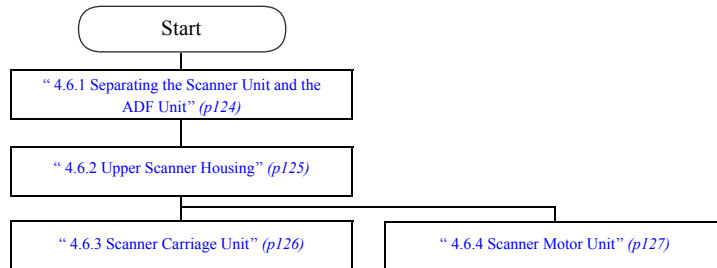 Start
“ 4.6.1 Separating the Scanner Unit and the
ADF Unit” (p124)
“ 4.6.2 Upper Scanner Housing” (p125)
“ 4.6.3 Scanner Carriage Unit” (p126)
“ 4.6.4 Scanner Motor Unit” (p127)